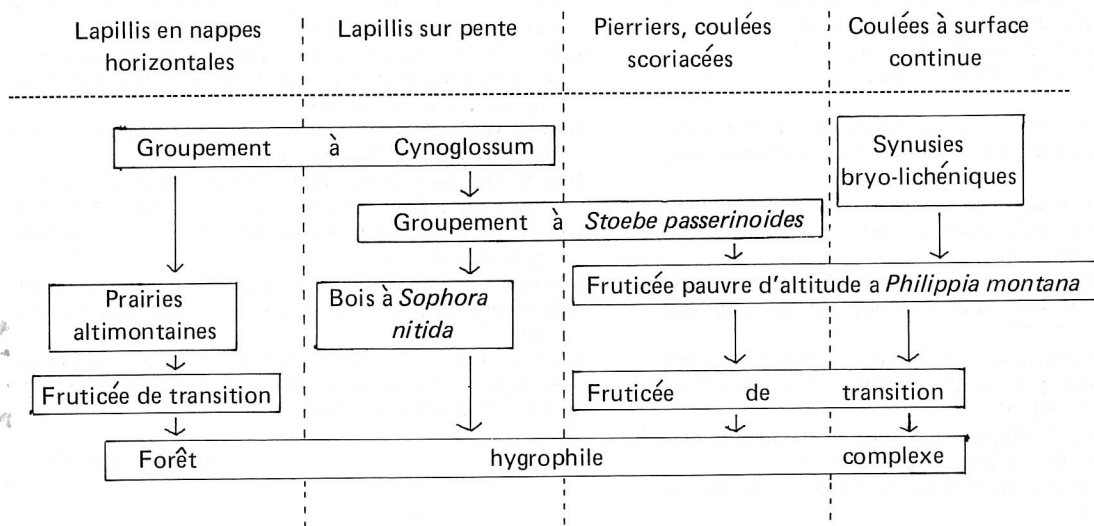 Lapillis en nappes
horizontales
Lapillis sur pente
Pierriers, coulées
scoriacées
Coulées à surface
continue
Groupement à Cynoglossum
Synusies
bryo-lichéniques
Groupement à Stoebe passerinoides
Prairies
altimontaines
Bois à Sophora
nitida
Fruticée pauvre d'altitude a Philippia montana
Fruticée de transition
Fruticée de transition
Forêt hygrophile complexe